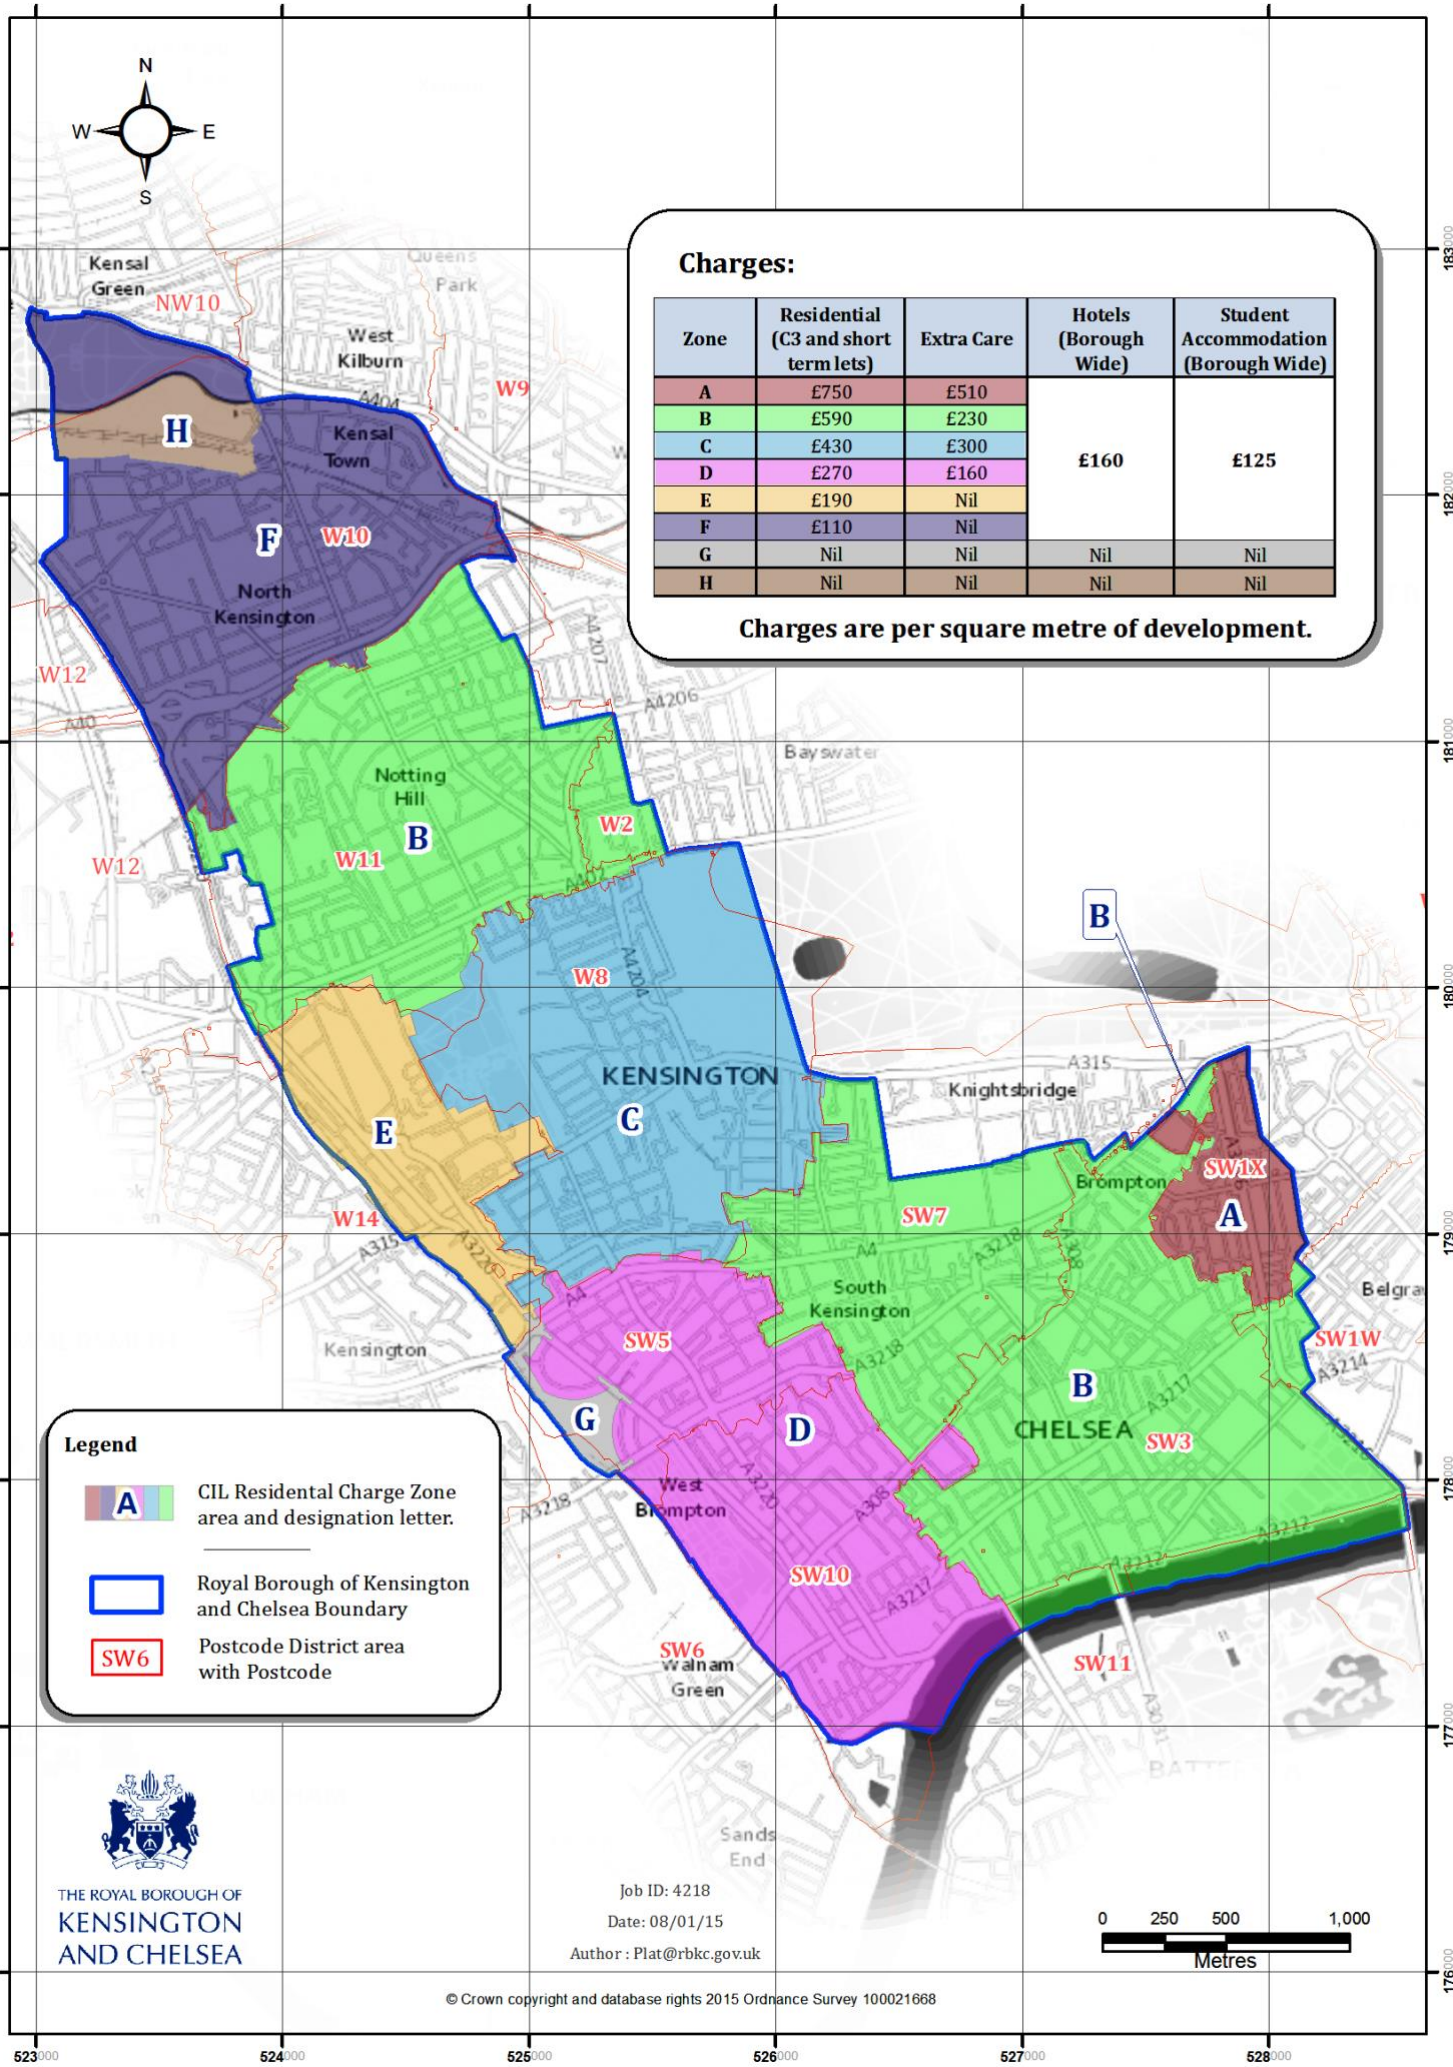 N
W E
S
Charges:
Zone Residential (C3 and short term lets) Extra Care Hotels (Borough Wide) Student Accommodation (Borough Wide)
A £750 £510
B £590 £230
C £430 £300
D £270 £160
£160 £125
E £190 Nil
F £110 Nil
G Nil Nil Nil Nil
H Nil Nil Nil Nil
Charges are per square metre of development.
Kensal
Green
NW10
Queens
Park
West
Kilburn
W9
A404
H
Kensal
Town
F
W10
North
Kensington
A4207
W12
A40
A4206
Bayswater
Notting
Hill
B
W2
W11
W12
B
W8
A4204
KENSINGTON
C
A315
Knightsbridge
E
Brompton
SW1X
A
W14
A315
A3220
SW7
A4
A3218
A308
South
Kensington
Belgra
A4
SW5
SW1W
A3214
Kensington
A3218
B
A3217
G
D
CHELSEA
SW3
A3216
West
Brompton
A3218
A3220
A308
A3212
A3212
SW10
A3217
SW6
Walnam
Green
SW11
A3031
BATTE
Sands
End
Legend
A
CIL Residental Charge Zone
area and designation letter.
Royal Borough of Kensington
and Chelsea Boundary
SW6
Postcode District area
with Postcode
THE ROYAL BOROUGH OF
KENSINGTON
AND CHELSEA
Job ID: 4218
Date: 08/01/15
Author : Plat@rbkc.gov.uk
0 250 500 1,000
Metres
© Crown copyright and database rights 2015 Ordnance Survey 100021668
523000 524000 525000 526000 527000 528000
183000
182000
181000
180000
179000
178000
177000
176000